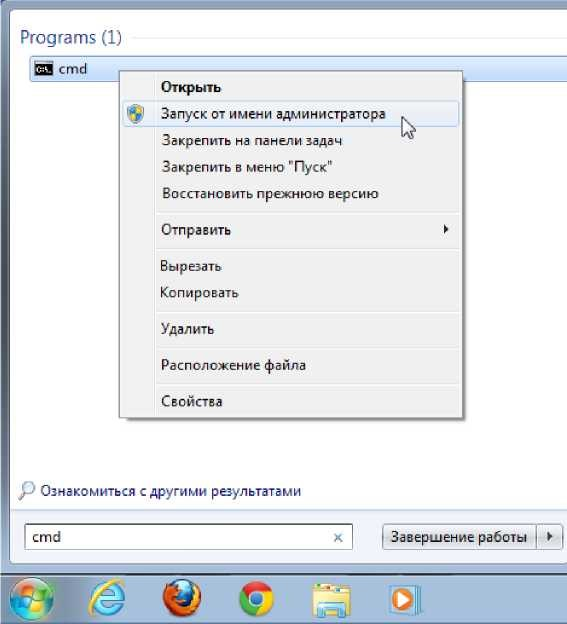 Programs (1)
cmd
Открыть
Запуск от имени администратора
Закрепить на панели задач
Закрепить в меню "Пуск"
Восстановить прежнюю версию
Отправить
Вырезать
Копировать
Удалить
Расположение файла
Свойства
Ознакомиться с другими результатами
cmd
Завершение работы